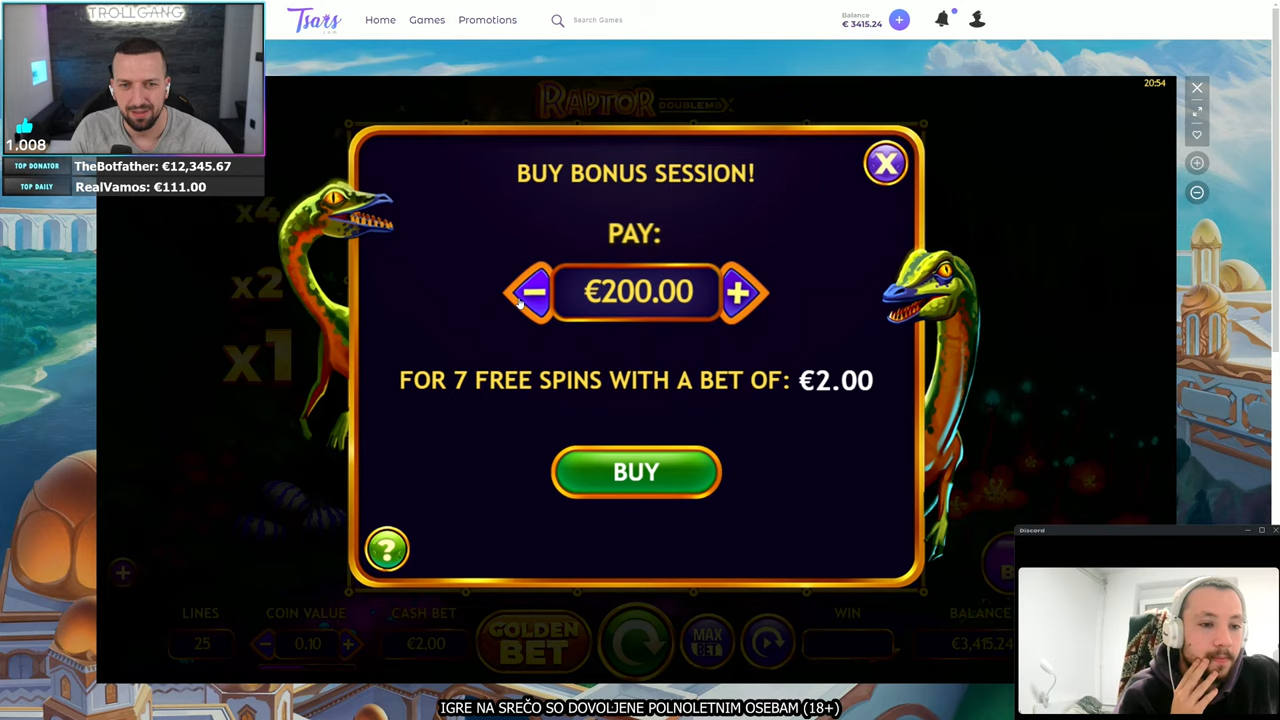 TROLLGANG
Tsars
.com
Home
Games
Promotions
Search Games
Balance
€ 3415.24
1,008
TOP DONATOR
TheBotfather: €12,345.67
TOP DAILY
RealVamos: €111.00
20:54
RAPTOR DOUBLEMAX
x4
x2
x1
BUY BONUS SESSION!
X
PAY:
€200.00
FOR 7 FREE SPINS WITH A BET OF: €2.00
BUY
?
LINES
25
COIN VALUE
0.10
CASH BET
€2.00
GOLDEN
BET
MAX
BET
WIN
BALANCE
€3,415.24
Discord
IGRE NA SREČO SO DOVOLJENE POLNOLETNIM OSEBAM (18+)